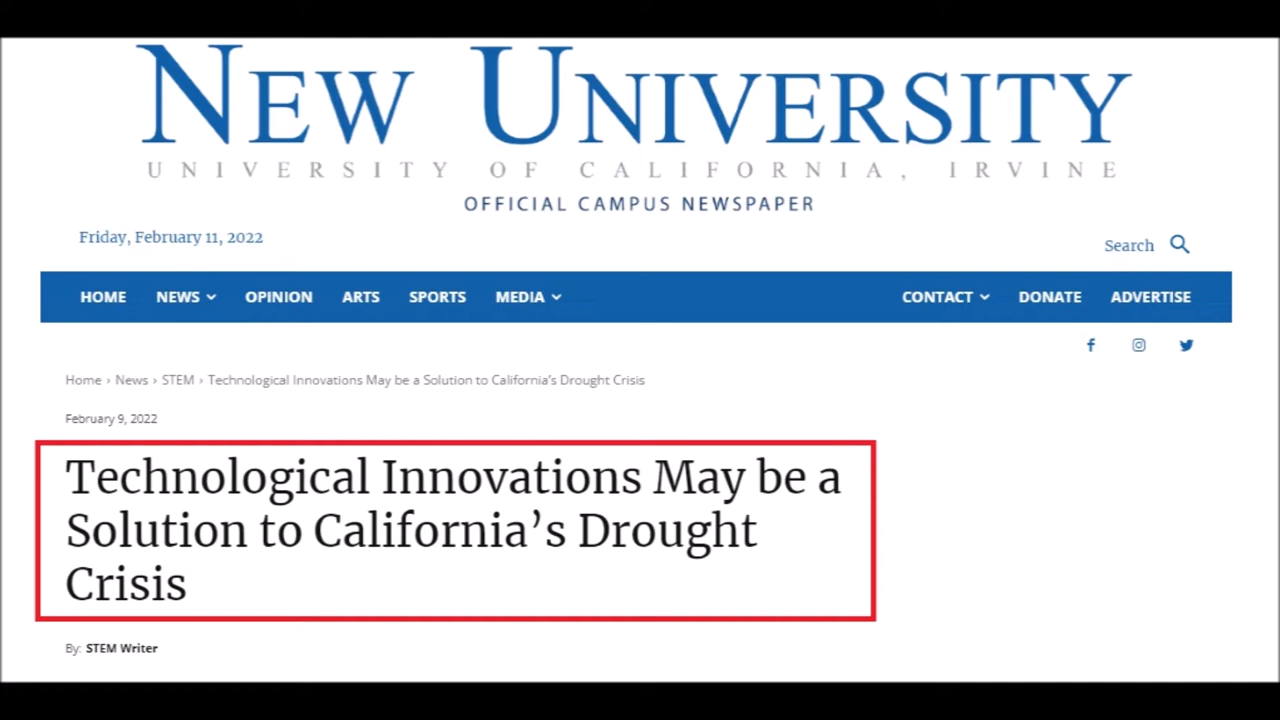 NEW UNIVERSITY
UNIVERSITY OF CALIFORNIA, IRVINE
OFFICIAL CAMPUS NEWSPAPER
Friday, February 11, 2022
Search
HOME NEWS OPINION ARTS SPORTS MEDIA CONTACT DONATE ADVERTISE
Home › News › STEM › Technological Innovations May be a Solution to California's Drought Crisis
February 9, 2022
Technological Innovations May be a
Solution to California’s Drought
Crisis
By: STEM Writer